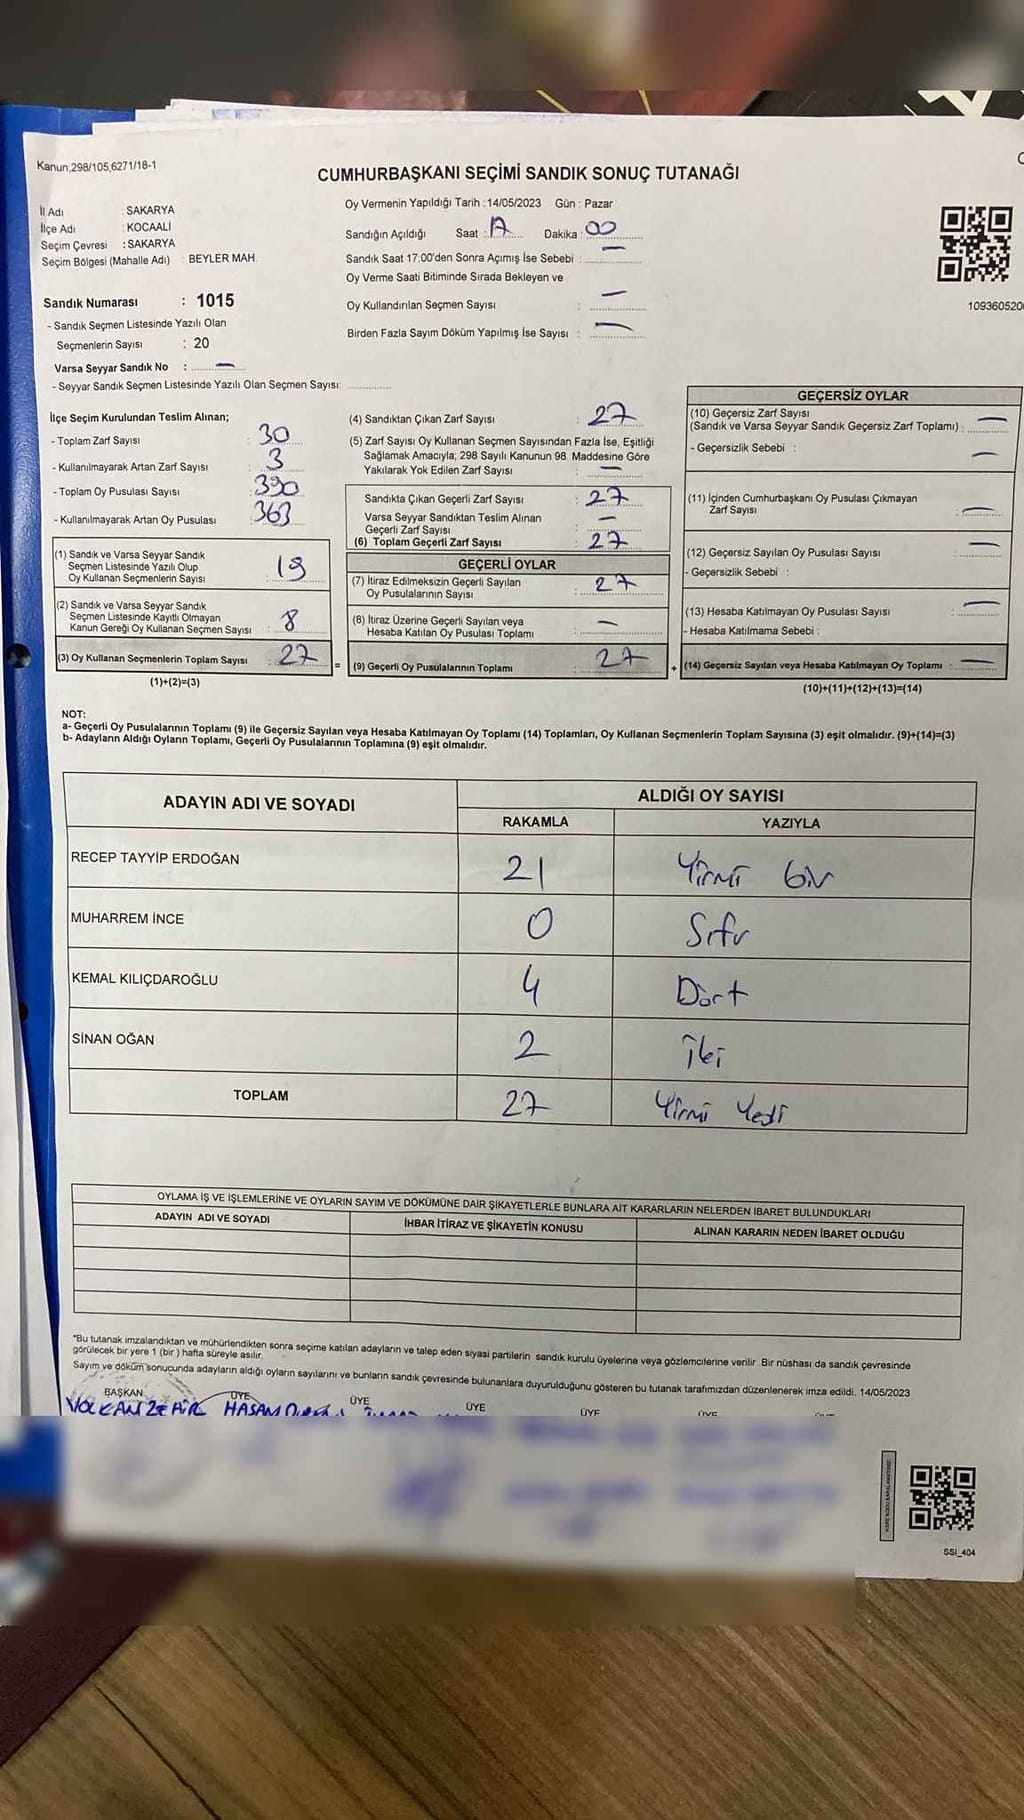 Kanun;298/105,6271/18-1
CUMHURBAŞKANI SEÇİMİ SANDIK SONUÇ TUTANAĞI
İl Adı : SAKARYA
İlçe Adı : KOCAALİ
Seçim Çevresi : SAKARYA
Seçim Bölgesi (Mahalle Adı) : BEYLER MAH.
Oy Vermenin Yapıldığı Tarih : 14/05/2023 Gün : Pazar
Sandığın Açıldığı Saat : 17 Dakika : 00
Sandık Saat 17:00'den Sonra Açımış İse Sebebi : —
Oy Verme Saati Bitiminde Sırada Bekleyen ve
Oy Kullandırılan Seçmen Sayısı : —
Birden Fazla Sayım Döküm Yapılmış İse Sayısı : —
1093605200
Sandık Numarası : 1015
- Sandık Seçmen Listesinde Yazılı Olan
Seçmenlerin Sayısı : 20
Varsa Seyyar Sandık No : —
- Seyyar Sandık Seçmen Listesinde Yazılı Olan Seçmen Sayısı:
İlçe Seçim Kurulundan Teslim Alınan;
- Toplam Zarf Sayısı : 30
- Kullanılmayarak Artan Zarf Sayısı : 3
- Toplam Oy Pusulası Sayısı : 390
- Kullanılmayarak Artan Oy Pusulası : 363
(1) Sandık ve Varsa Seyyar Sandık
Seçmen Listesinde Yazılı Olup
Oy Kullanan Seçmenlerin Sayısı : 19
(2) Sandık ve Varsa Seyyar Sandık
Seçmen Listesinde Kayıtlı Olmayan
Kanun Gereği Oy Kullanan Seçmen Sayısı : 8
(3) Oy Kullanan Seçmenlerin Toplam Sayısı : 27 =
(1)+(2)=(3)
(4) Sandıktan Çıkan Zarf Sayısı : 27
(5) Zarf Sayısı Oy Kullanan Seçmen Sayısından Fazla İse, Eşitliği
Sağlamak Amacıyla; 298 Sayılı Kanunun 98. Maddesine Göre
Yakılarak Yok Edilen Zarf Sayısı : —
Sandıkta Çıkan Geçerli Zarf Sayısı : 27
Varsa Seyyar Sandıktan Teslim Alınan
Geçerli Zarf Sayısı : —
(6) Toplam Geçerli Zarf Sayısı : 27
GEÇERLİ OYLAR
(7) İtiraz Edilmeksizin Geçerli Sayılan
Oy Pusulalarının Sayısı : 27
(8) İtiraz Üzerine Geçerli Sayılan veya
Hesaba Katılan Oy Pusulası Toplamı : —
(9) Geçerli Oy Pusulalarının Toplamı : 27 +
GEÇERSİZ OYLAR
(10) Geçersiz Zarf Sayısı
(Sandık ve Varsa Seyyar Sandık Geçersiz Zarf Toplamı) : —
- Geçersizlik Sebebi : —
(11) İçinden Cumhurbaşkanı Oy Pusulası Çıkmayan
Zarf Sayısı : —
(12) Geçersiz Sayılan Oy Pusulası Sayısı : —
- Geçersizlik Sebebi :
(13) Hesaba Katılmayan Oy Pusulası Sayısı : —
- Hesaba Katılmama Sebebi :
(14) Geçersiz Sayılan veya Hesaba Katılmayan Oy Toplamı : —
(10)+(11)+(12)+(13)=(14)
NOT:
a- Geçerli Oy Pusulalarının Toplamı (9) ile Geçersiz Sayılan veya Hesaba Katılmayan Oy Toplamı (14) Toplamları, Oy Kullanan Seçmenlerin Toplam Sayısına (3) eşit olmalıdır. (9)+(14)=(3)
b- Adayların Aldığı Oyların Toplamı, Geçerli Oy Pusulalarının Toplamına (9) eşit olmalıdır.
ADAYIN ADI VE SOYADI ALDIĞI OY SAYISI
RAKAMLA YAZIYLA
RECEP TAYYİP ERDOĞAN 21 Yirmi bir
MUHARREM İNCE 0 Sıfır
KEMAL KILIÇDAROĞLU 4 Dört
SİNAN OĞAN 2 İki
TOPLAM 27 Yirmi Yedi
OYLAMA İŞ VE İŞLEMLERİNE VE OYLARIN SAYIM VE DÖKÜMÜNE DAİR ŞİKAYETLERLE BUNLARA AİT KARARLARIN NELERDEN İBARET BULUNDUKLARI
ADAYIN ADI VE SOYADI İHBAR İTİRAZ VE ŞİKAYETİN KONUSU ALINAN KARARIN NEDEN İBARET OLDUĞU
*Bu tutanak imzalandıktan ve mühürlendikten sonra seçime katılan adayların ve talep eden siyasi partilerin sandık kurulu üyelerine veya gözlemcilerine verilir. Bir nüshası da sandık çevresinde
görülecek bir yere 1 (bir ) hafta süreyle asılır.
Sayım ve döküm sonucunda adayların aldığı oyların sayılarını ve bunların sandık çevresinde bulunanlara duyurulduğunu gösteren bu tutanak tarafımızdan düzenlenerek imza edildi. 14/05/2023
BAŞKAN ÜYE ÜYE ÜYE ÜYE ÜYE
VOLKAN ZEHİR HASAN
SSI_404